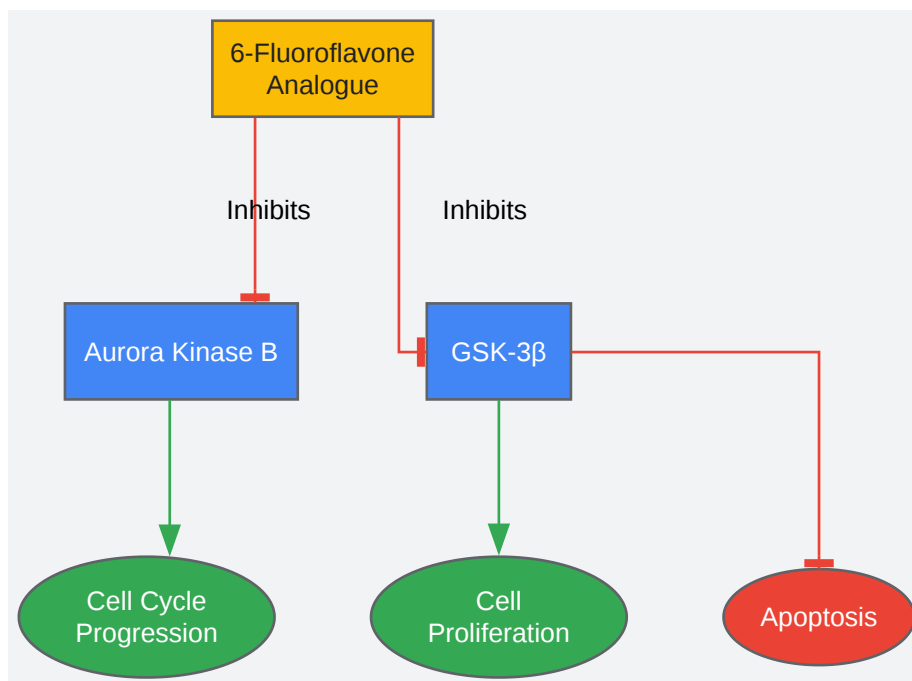 6-Fluoroflavone
Analogue
Inhibits
Inhibits
Aurora Kinase B
GSK-3β
Cell Cycle
Progression
Cell
Proliferation
Apoptosis